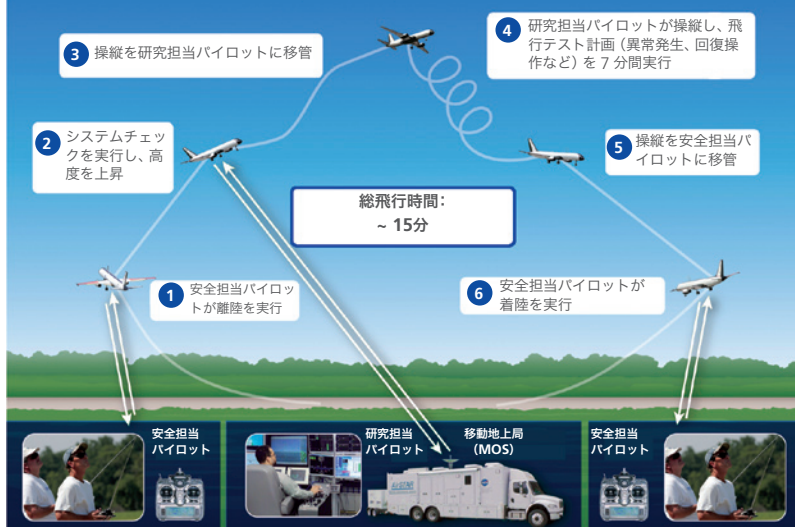 3 操縦を研究担当パイロットに移管
4 研究担当パイロットが操縦し、飛
行テスト計画（異常発生、回復操
作など）を 7 分間実行
2 システムチェッ
クを実行し、高
度を上昇
5 操縦を安全担当パ
イロットに移管
総飛行時間：
~ 15分
1 安全担当パイロッ
トが離陸を実行
6 安全担当パイロットが
着陸を実行
安全担当
パイロット
研究担当
パイロット
移動地上局
（MOS）
安全担当
パイロット